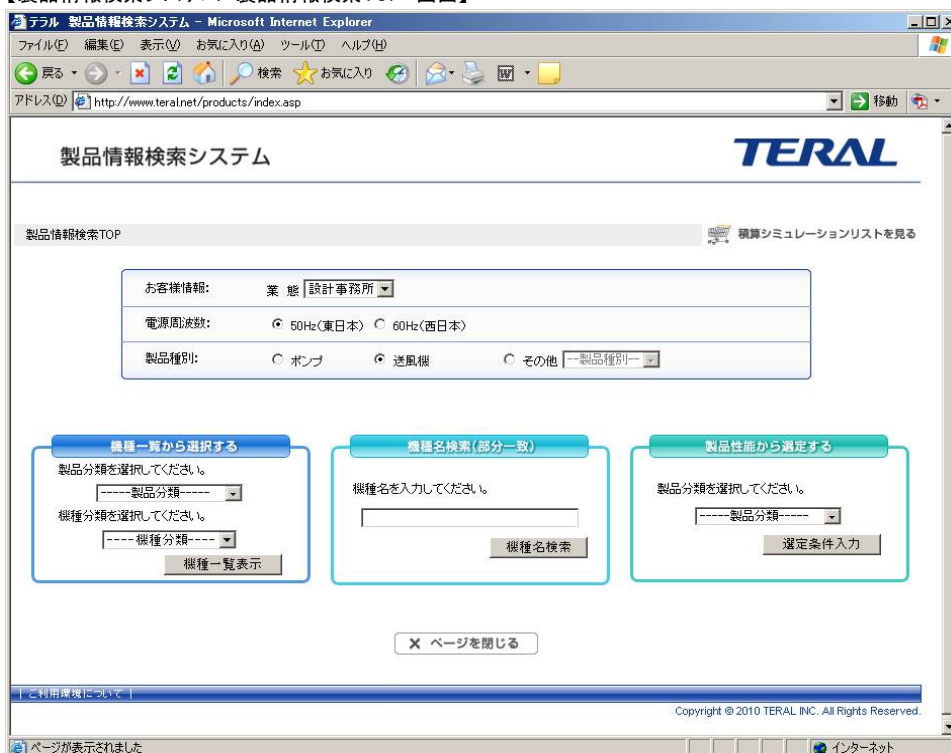 テラル 製品情報検索システム - Microsoft Internet Explorer
ファイル(F) 編集(E) 表示(V) お気に入り(A) ツール(T) ヘルプ(H)
戻る 検索 お気に入り
アドレス(D) http://www.teral.net/products/index.asp 移動
製品情報検索システム TERAL
製品情報検索TOP 積算シミュレーションリストを見る
お客様情報: 業 態 設計事務所
電源周波数: 50Hz(東日本) 60Hz(西日本)
製品種別: ポンプ 送風機 その他 --製品種別--
機種一覧から選択する 機種名検索(部分一致) 製品性能から選定する
製品分類を選択してください。
-----製品分類-----
機種分類を選択してください。
----機種分類----
機種一覧表示
機種名を入力してください。
機種名検索
製品分類を選択してください。
-----製品分類-----
選定条件入力
X ページを閉じる
| ご利用環境について |
Copyright © 2010 TERAL INC. All Rights Reserved.
ページが表示されました インターネット